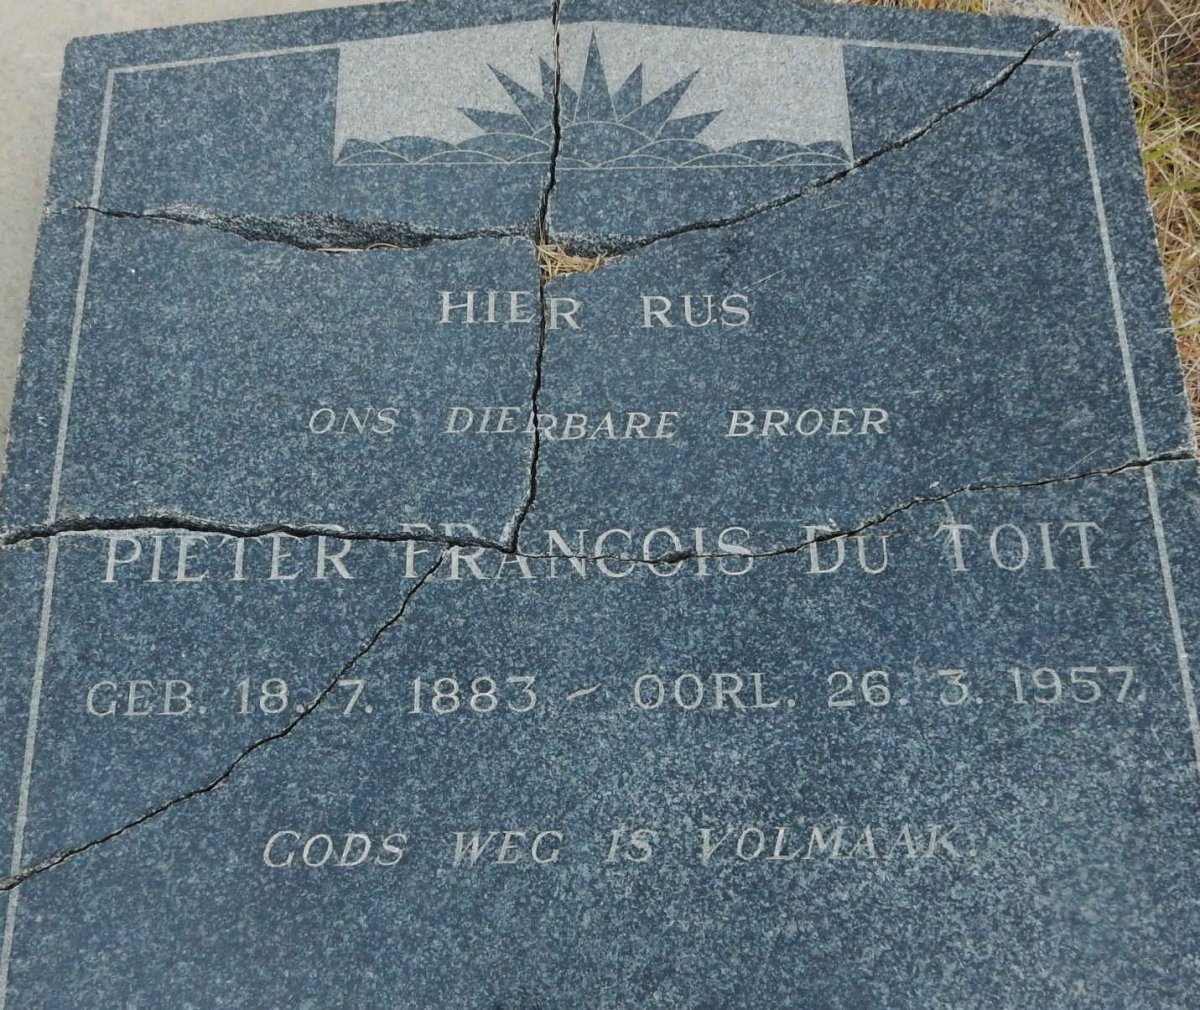 HIER RUS
ONS DIERBARE BROER
PIETER FRANCOIS DU TOIT
GEB. 18. 7. 1883 – OORL. 26. 3. 1957.
GODS WEG IS VOLMAAK.